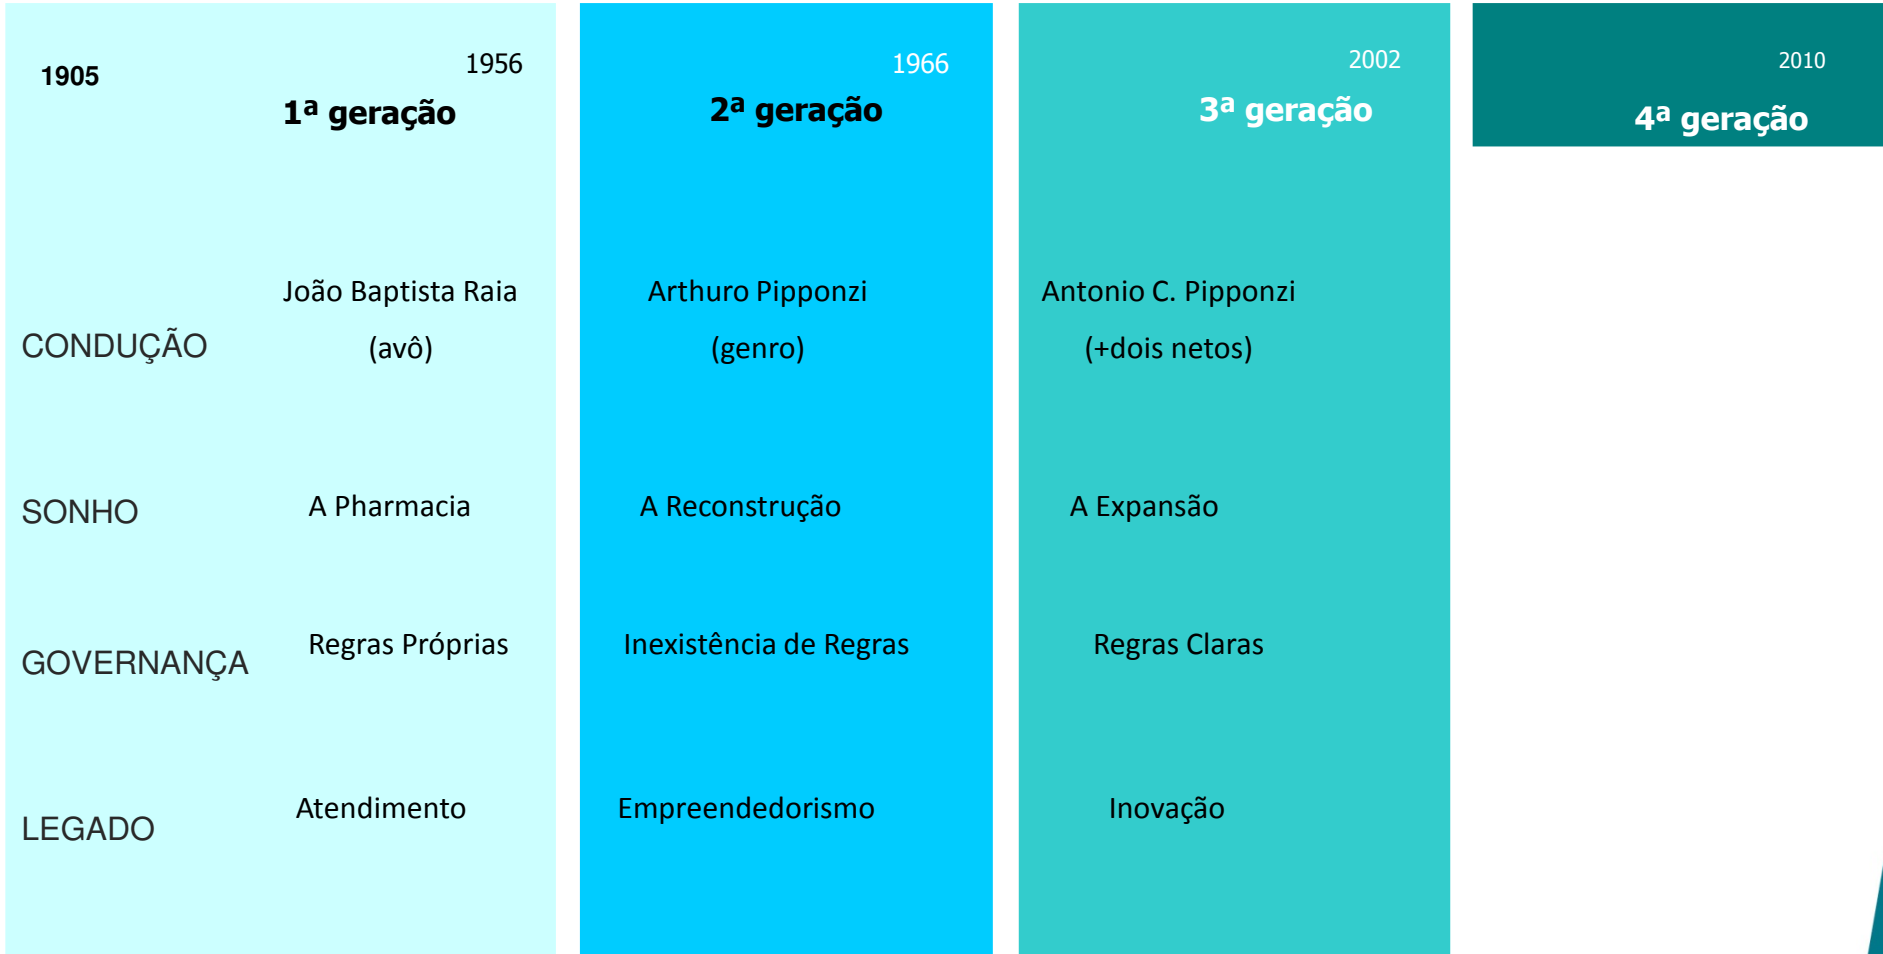 1905
1956
1ª geração
1966
2ª geração
2002
3ª geração
2010
4ª geração
CONDUÇÃO
João Baptista Raia
(avô)
Arthuro Pipponzi
(genro)
Antonio C. Pipponzi
(+dois netos)
SONHO
A Pharmacia
A Reconstrução
A Expansão
GOVERNANÇA
Regras Próprias
Inexistência de Regras
Regras Claras
LEGADO
Atendimento
Empreendedorismo
Inovação